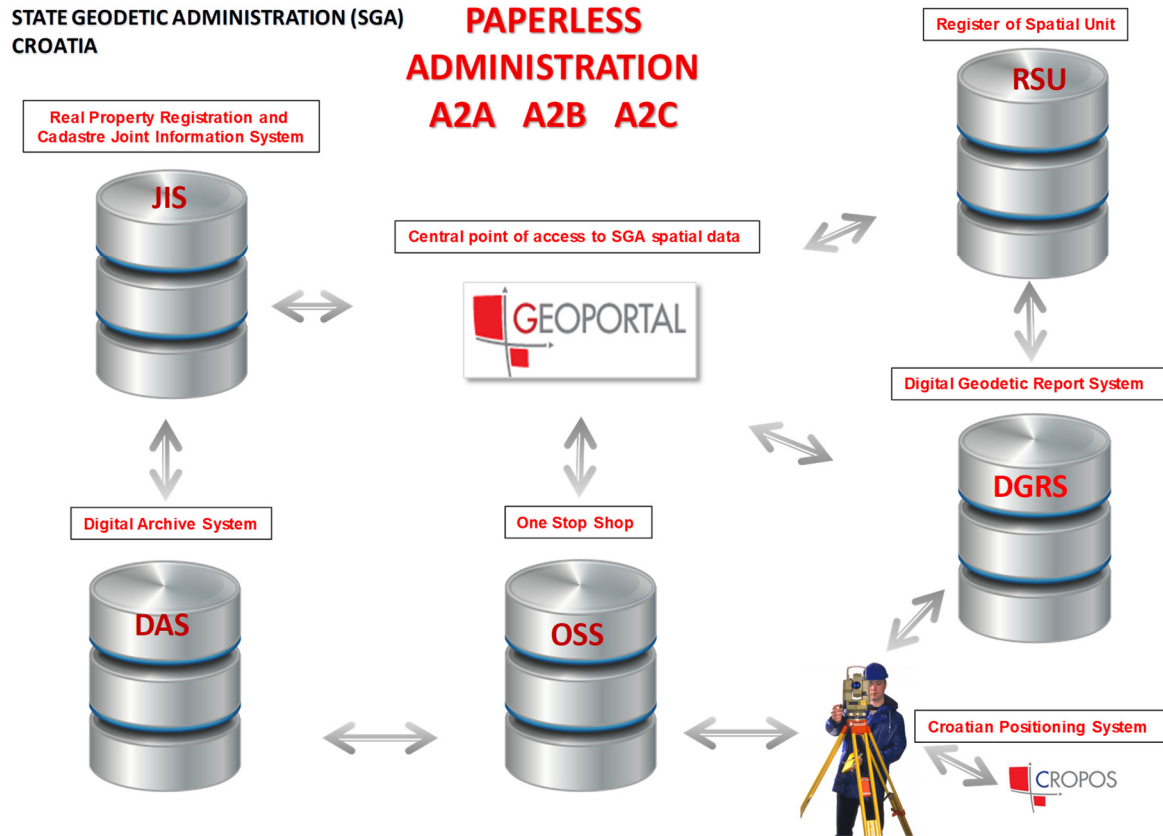 STATE GEODETIC ADMINISTRATION (SGA)
CROATIA
PAPERLESS
ADMINISTRATION
A2A A2B A2C
Register of Spatial Unit
RSU
Real Property Registration and
Cadastre Joint Information System
JIS
Central point of access to SGA spatial data
GEOPORTAL
Digital Geodetic Report System
DGRS
Digital Archive System
DAS
One Stop Shop
OSS
Croatian Positioning System
CROPOS